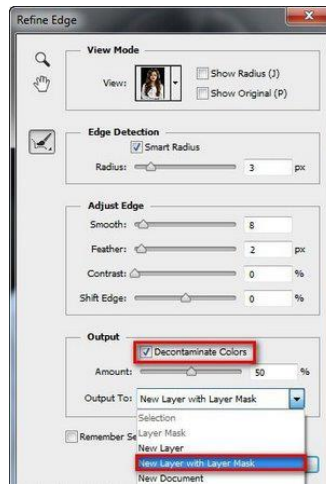 Refine Edge
View Mode
View:
Show Radius (J)
Show Original (P)
Edge Detection
Smart Radius
Radius: 3 px
Adjust Edge
Smooth: 8
Feather: 2 px
Contrast: 0 %
Shift Edge: 0 %
Output
Decontaminate Colors
Amount: 50 %
Output To: New Layer with Layer Mask
Selection
Remember Se
Layer Mask
New Layer
New Layer with Layer Mask
New Document